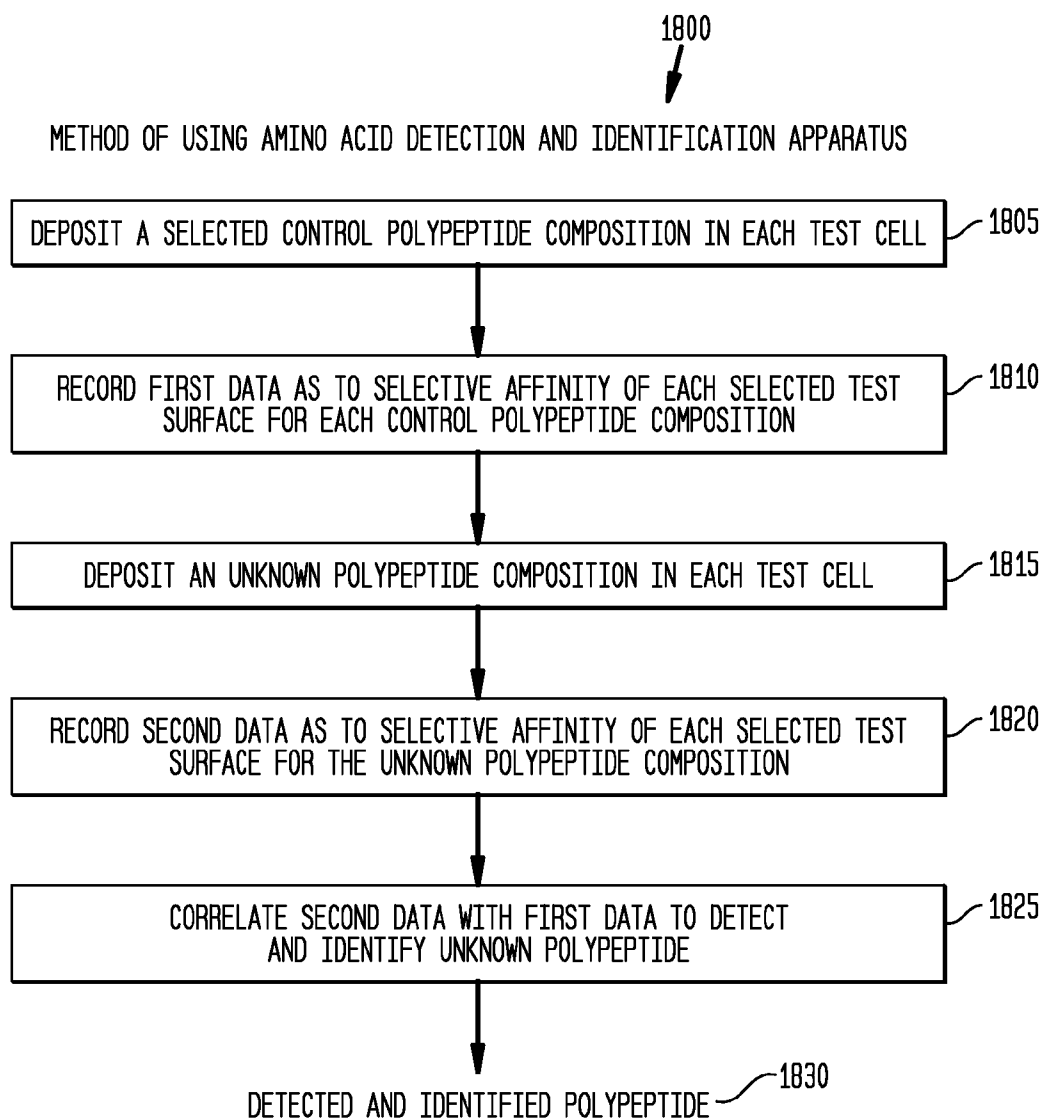 1800
METHOD OF USING AMINO ACID DETECTION AND IDENTIFICATION APPARATUS
DEPOSIT A SELECTED CONTROL POLYPEPTIDE COMPOSITION IN EACH TEST CELL
1805
RECORD FIRST DATA AS TO SELECTIVE AFFINITY OF EACH SELECTED TEST
SURFACE FOR EACH CONTROL POLYPEPTIDE COMPOSITION
1810
DEPOSIT AN UNKNOWN POLYPEPTIDE COMPOSITION IN EACH TEST CELL
1815
RECORD SECOND DATA AS TO SELECTIVE AFFINITY OF EACH SELECTED TEST
SURFACE FOR THE UNKNOWN POLYPEPTIDE COMPOSITION
1820
CORRELATE SECOND DATA WITH FIRST DATA TO DETECT
AND IDENTIFY UNKNOWN POLYPEPTIDE
1825
DETECTED AND IDENTIFIED POLYPEPTIDE
1830